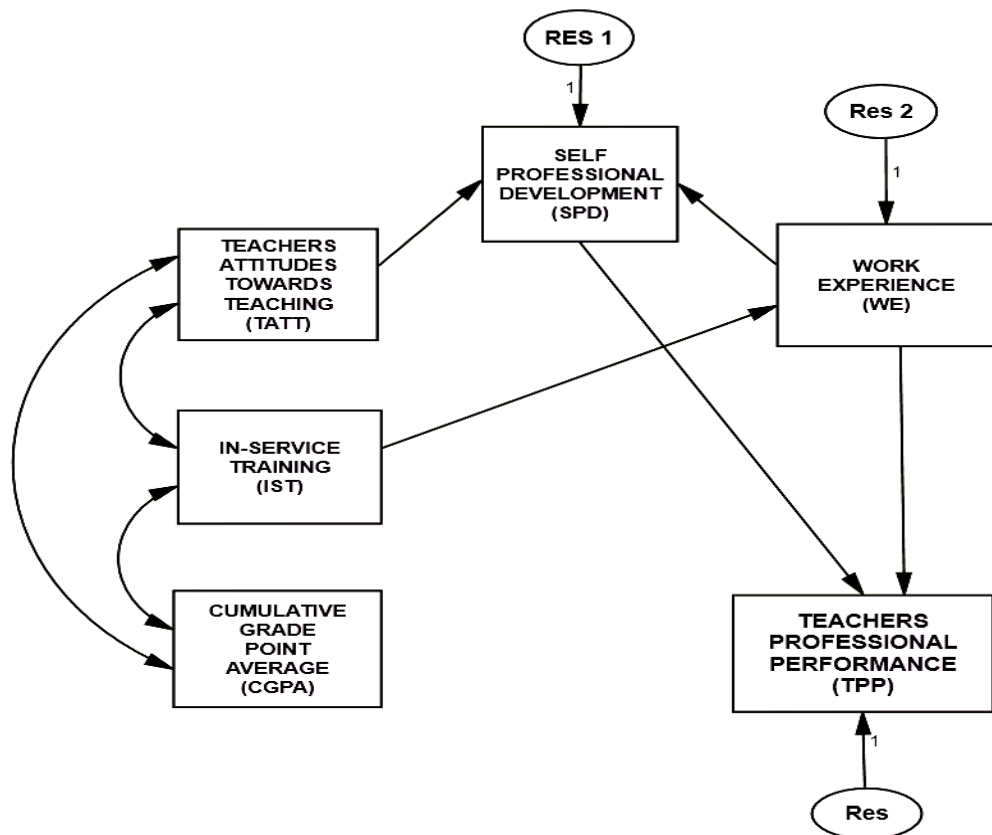 RES 1
1
Res 2
1
SELF
PROFESSIONAL
DEVELOPMENT
(SPD)
TEACHERS
ATTITUDES
TOWARDS
TEACHING
(TATT)
WORK
EXPERIENCE
(WE)
IN-SERVICE
TRAINING
(IST)
CUMULATIVE
GRADE
POINT
AVERAGE
(CGPA)
TEACHERS
PROFESSIONAL
PERFORMANCE
(TPP)
1
Res